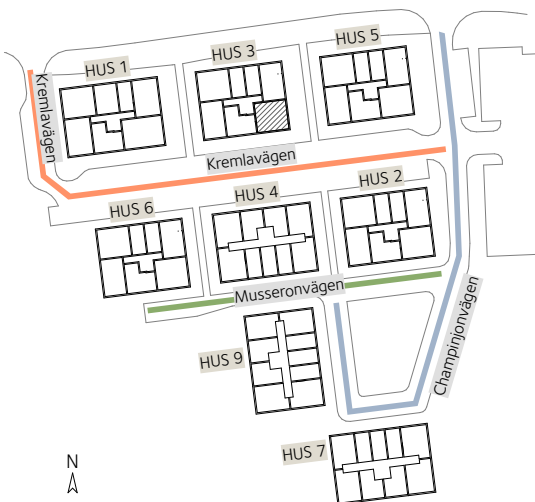 HUS 5
HUS 3
HUS 1
Kremlavägen
Kremlavägen
HUS 2
HUS 4
HUS 6
Musseronvägen
Champinjonvägen
HUS 9
HUS 7
N